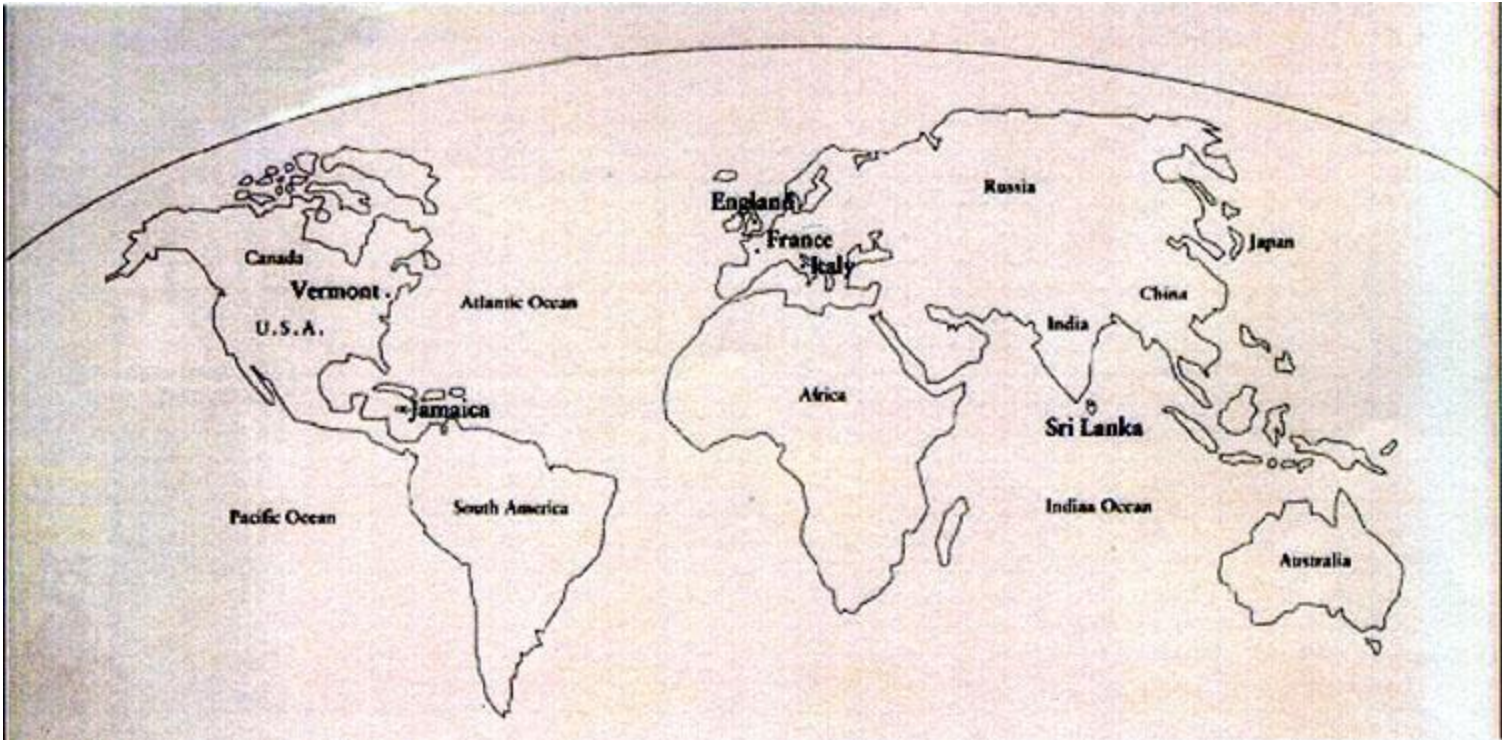 England
Russia
France
Japan
Canada
Italy
Vermont
China
Atlantic Ocean
U.S.A.
India
Africa
Jamaica
Sri Lanka
South America
Indian Ocean
Pacific Ocean
Australia